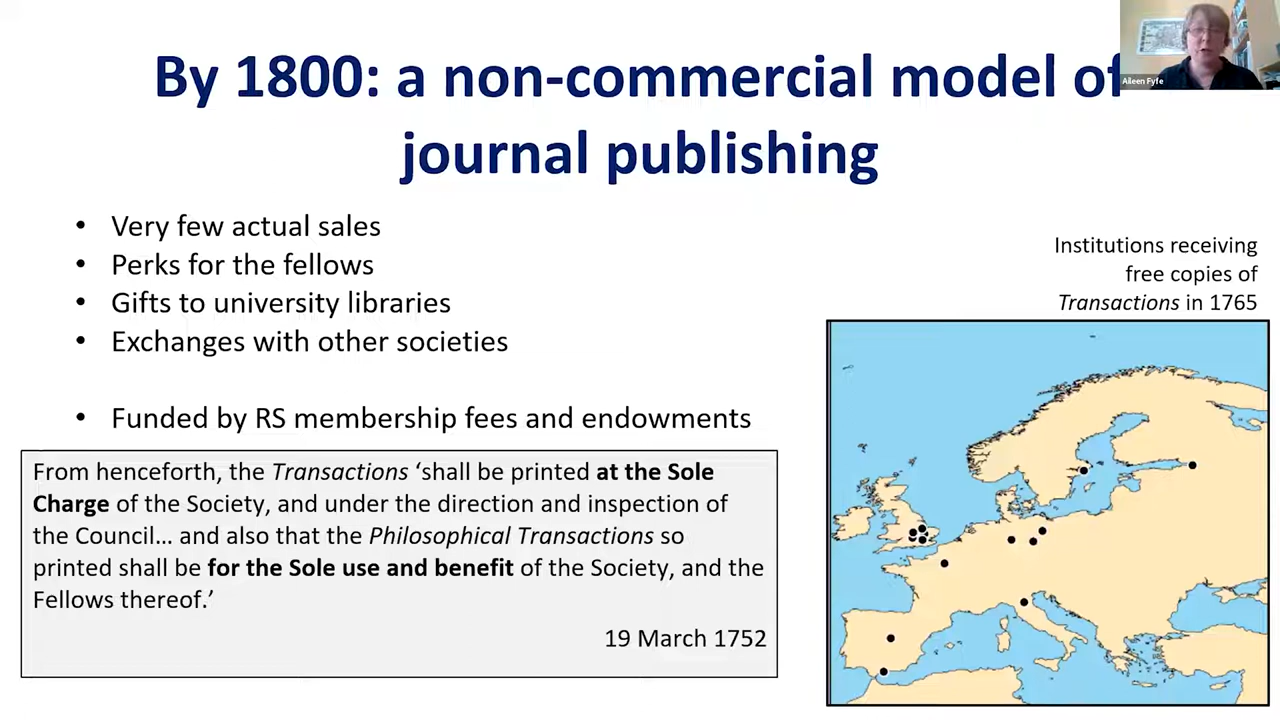 By 1800: a non-commercial model of
journal publishing
Aileen Fyfe
• Very few actual sales
• Perks for the fellows
• Gifts to university libraries
• Exchanges with other societies
• Funded by RS membership fees and endowments
From henceforth, the Transactions ‘shall be printed at the Sole
Charge of the Society, and under the direction and inspection of
the Council… and also that the Philosophical Transactions so
printed shall be for the Sole use and benefit of the Society, and the
Fellows thereof.’
19 March 1752
Institutions receiving
free copies of
Transactions in 1765